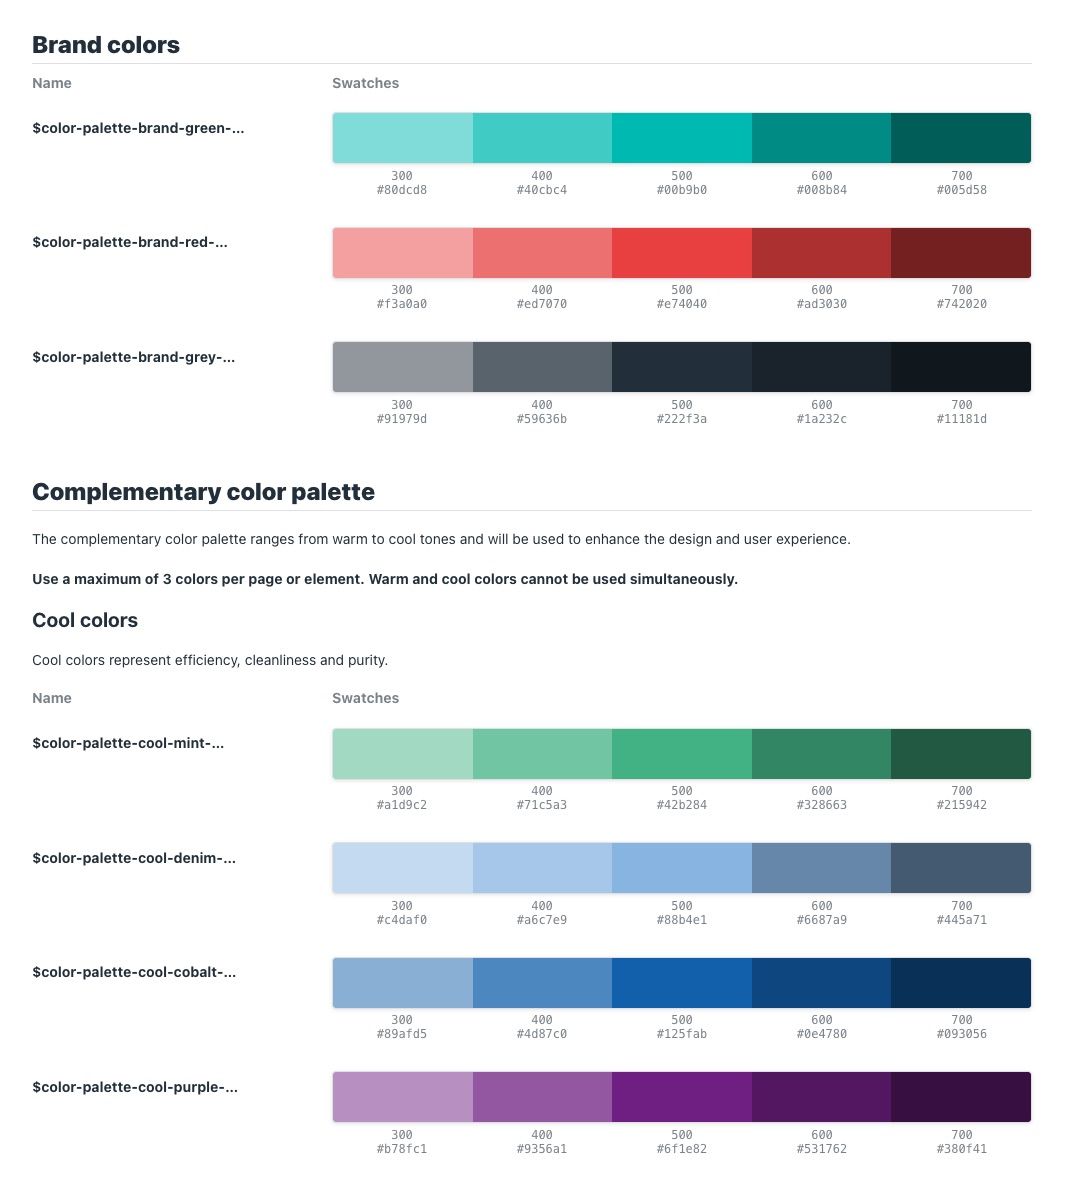 Brand colors
Name Swatches
$color-palette-brand-green-...
300 400 500 600 700
#80dcd8 #40cbc4 #00b9b0 #008b84 #005d58
$color-palette-brand-red-...
300 400 500 600 700
#f3a0a0 #ed7070 #e74040 #ad3030 #742020
$color-palette-brand-grey-...
300 400 500 600 700
#91979d #59636b #222f3a #1a232c #11181d
Complementary color palette
The complementary color palette ranges from warm to cool tones and will be used to enhance the design and user experience.
Use a maximum of 3 colors per page or element. Warm and cool colors cannot be used simultaneously.
Cool colors
Cool colors represent efficiency, cleanliness and purity.
Name Swatches
$color-palette-cool-mint-...
300 400 500 600 700
#a1d9c2 #71c5a3 #42b284 #328663 #215942
$color-palette-cool-denim-...
300 400 500 600 700
#c4daf0 #a6c7e9 #88b4e1 #6687a9 #445a71
$color-palette-cool-cobalt-...
300 400 500 600 700
#89afd5 #4d87c0 #125fab #0e4780 #093056
$color-palette-cool-purple-...
300 400 500 600 700
#b78fc1 #9356a1 #6f1e82 #531762 #380f41